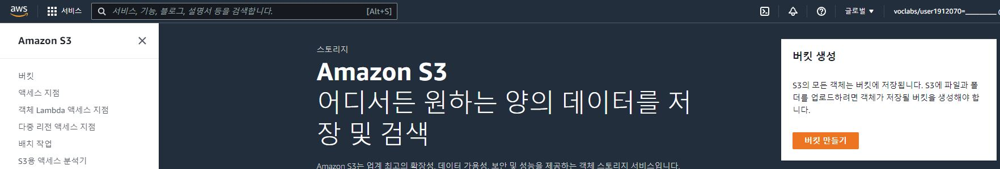 aws
서비스
서비스, 기능, 블로그, 설명서 등을 검색합니다.
[Alt+S]
글로벌 ▼
voclabs/user1912070=
Amazon S3
버킷
액세스 지점
객체 Lambda 액세스 지점
다중 리전 액세스 지점
배치 작업
S3용 액세스 분석기
스토리지
Amazon S3
어디서든 원하는 양의 데이터를 저
장 및 검색
Amazon S3는 업계 최고의 확장성, 데이터 가용성, 보안 및 성능을 제공하는 객체 스토리지 서비스입니다.
버킷 생성
S3의 모든 객체는 버킷에 저장됩니다. S3에 파일과 폴
더를 업로드하려면 객체가 저장될 버킷을 생성해야 합
니다.
버킷 만들기